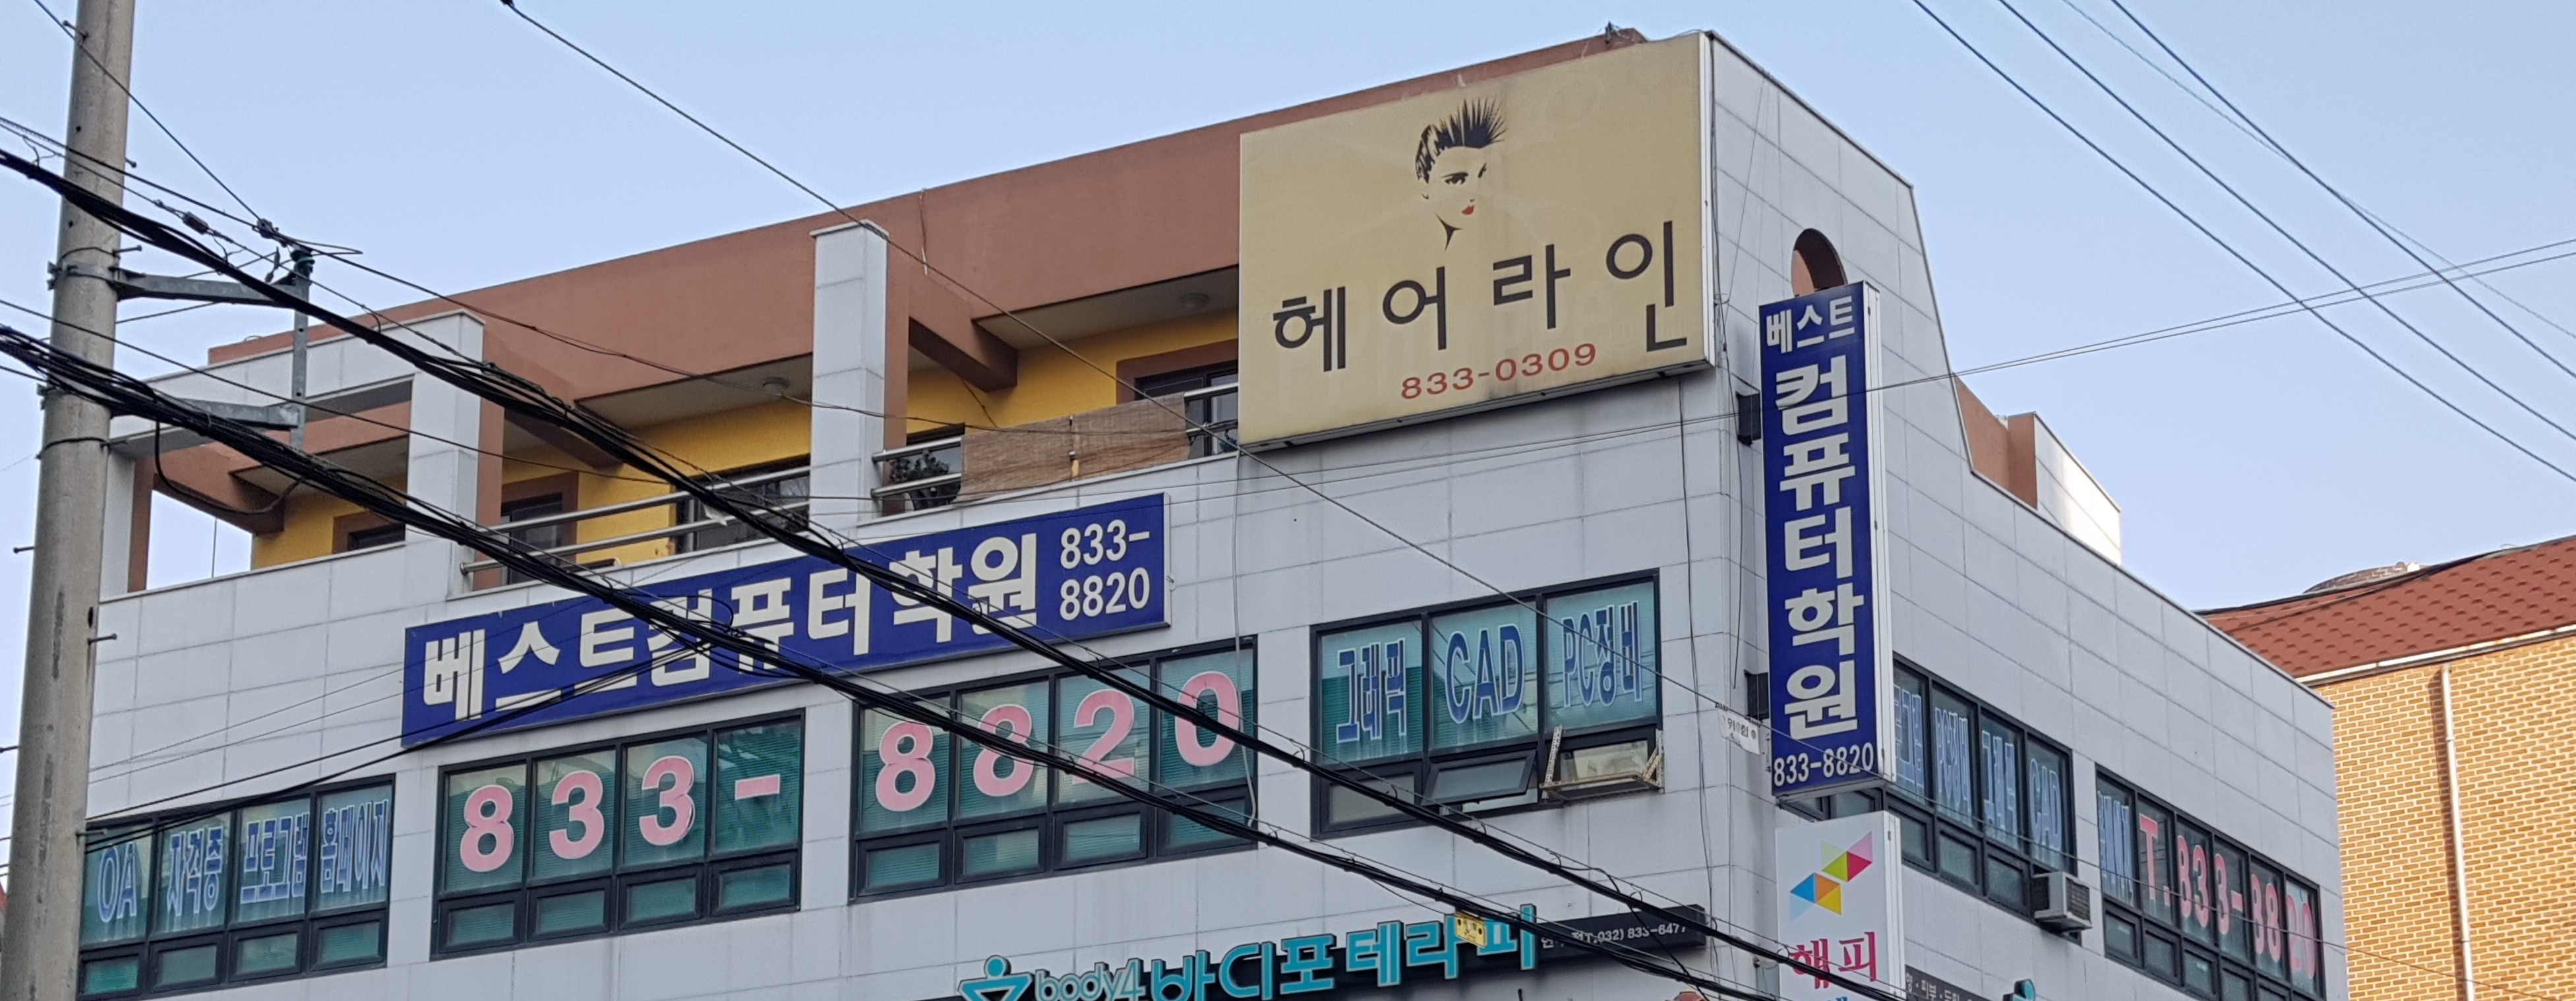 헤어라인
833-0309
베스트컴퓨터학원
833-
8820
베스트
컴퓨터학원
833-8820
OA 자격증 프로그램 홈페이지
833-8820
그래픽 CAD PC정비
CAD
T.833-8820
body4 바디포테라피
T.032) 833-6477
해피